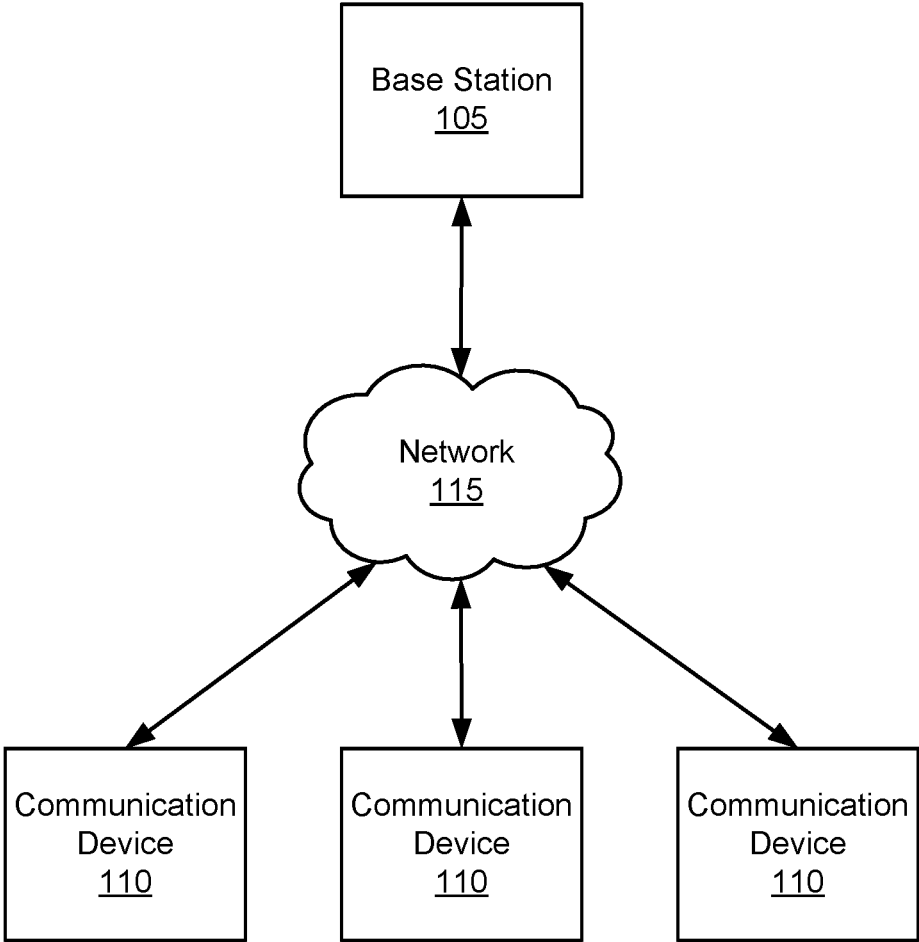 Base Station
105
Network
115
Communication
Device
110
Communication
Device
110
Communication
Device
110